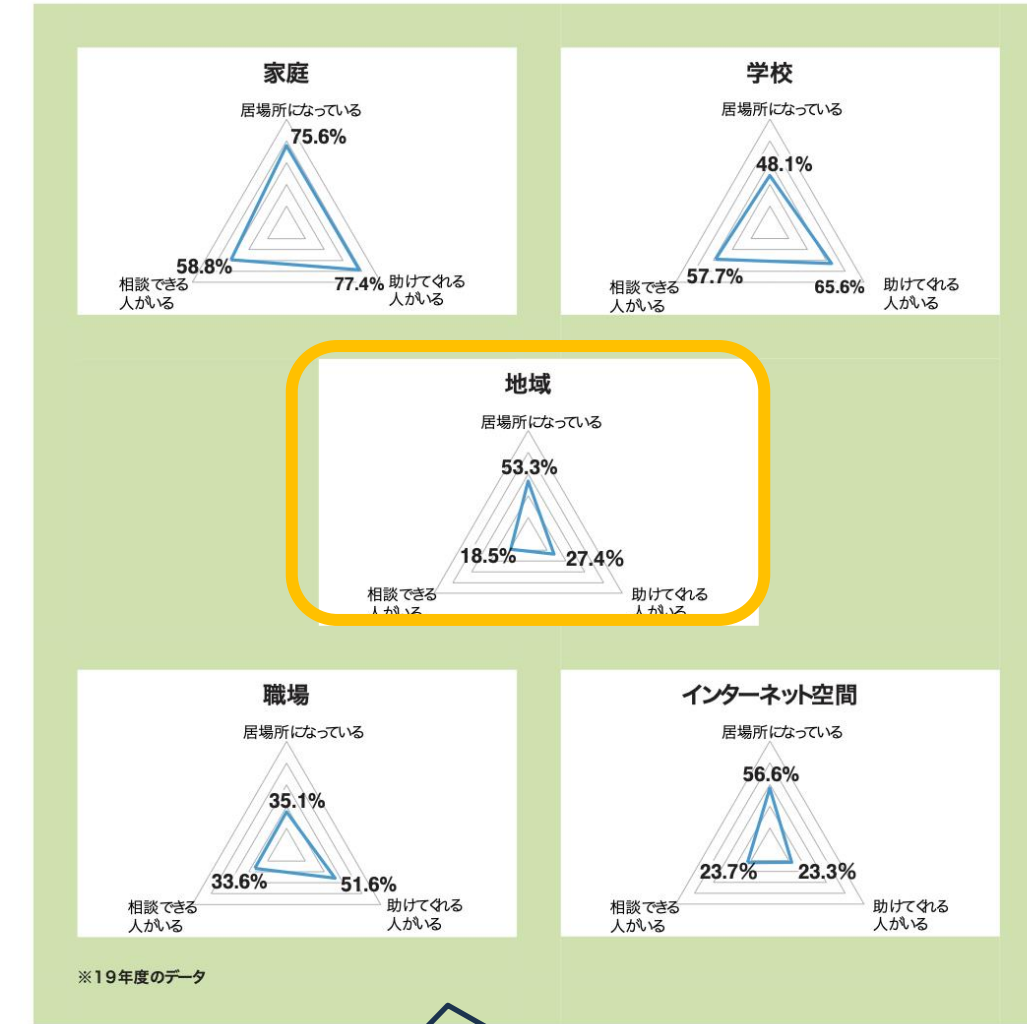 家庭
居場所になっている
75.6%
58.8%
相談できる
人がいる
77.4%
助けてくれる
人がいる
学校
居場所になっている
48.1%
57.7%
相談できる
人がいる
65.6%
助けてくれる
人がいる
地域
居場所になっている
53.3%
18.5%
27.4%
相談できる
人がいる
助けてくれる
人がいる
職場
居場所になっている
35.1%
33.6%
51.6%
相談できる
人がいる
助けてくれる
人がいる
インターネット空間
居場所になっている
56.6%
23.7%
23.3%
相談できる
人がいる
助けてくれる
人がいる
※19年度のデータ